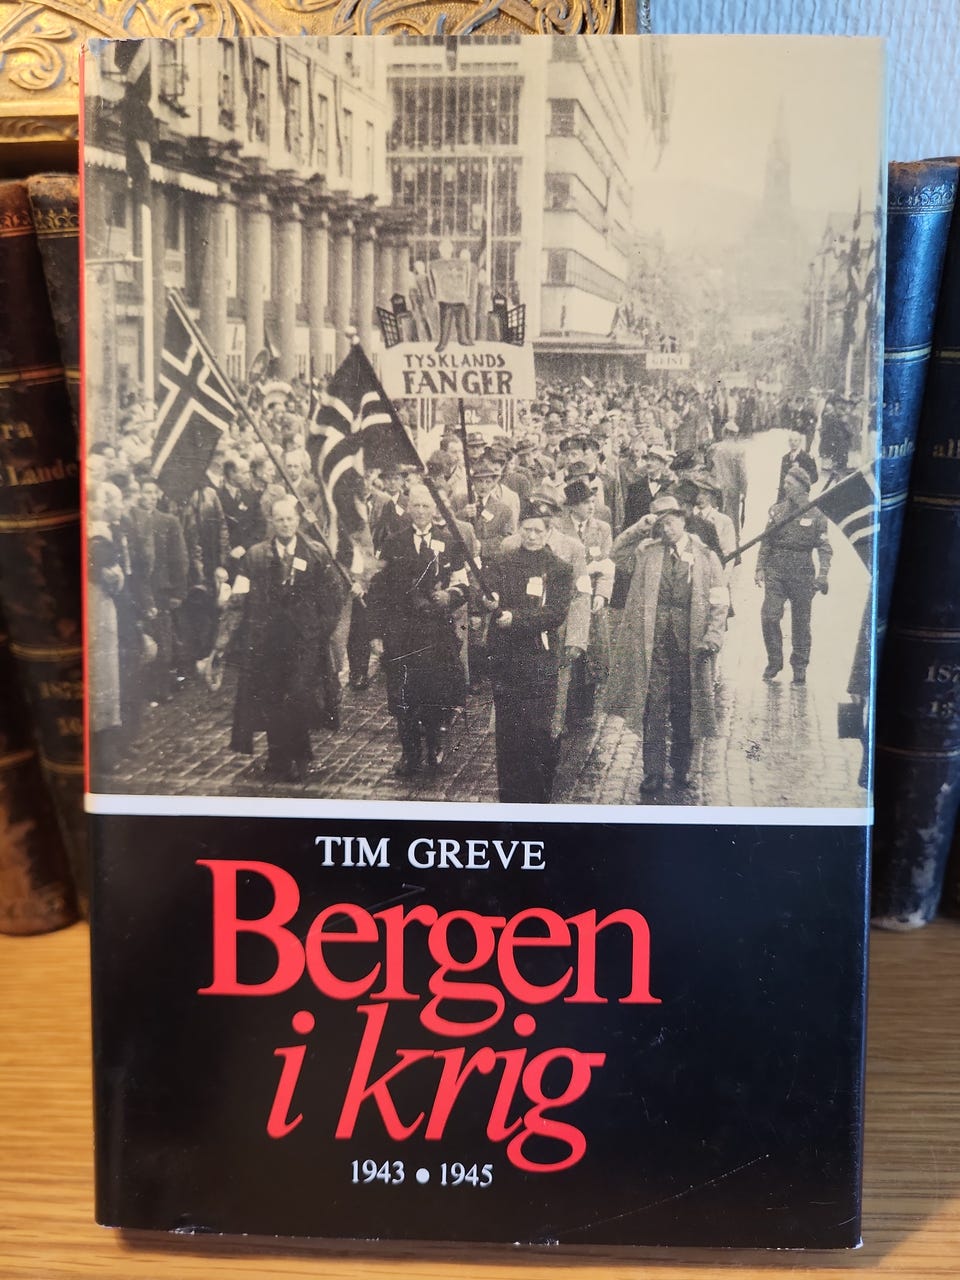 TYSKLANDS
FANGER
TIM GREVE
Bergen
i krig
1943 • 1945